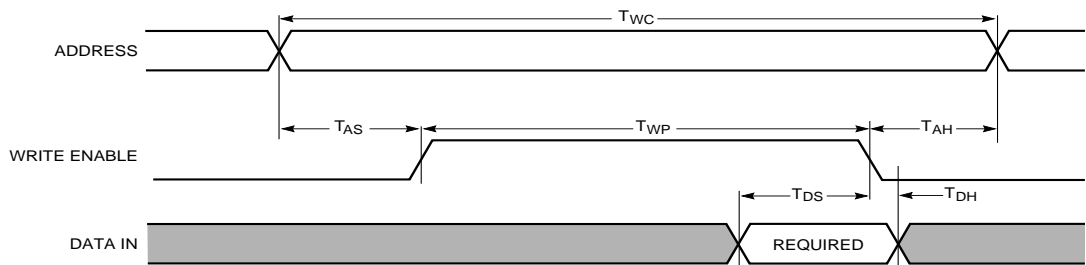 TWC
ADDRESS
TAS TWP TAH
WRITE ENABLE
TDS TDH
DATA IN REQUIRED